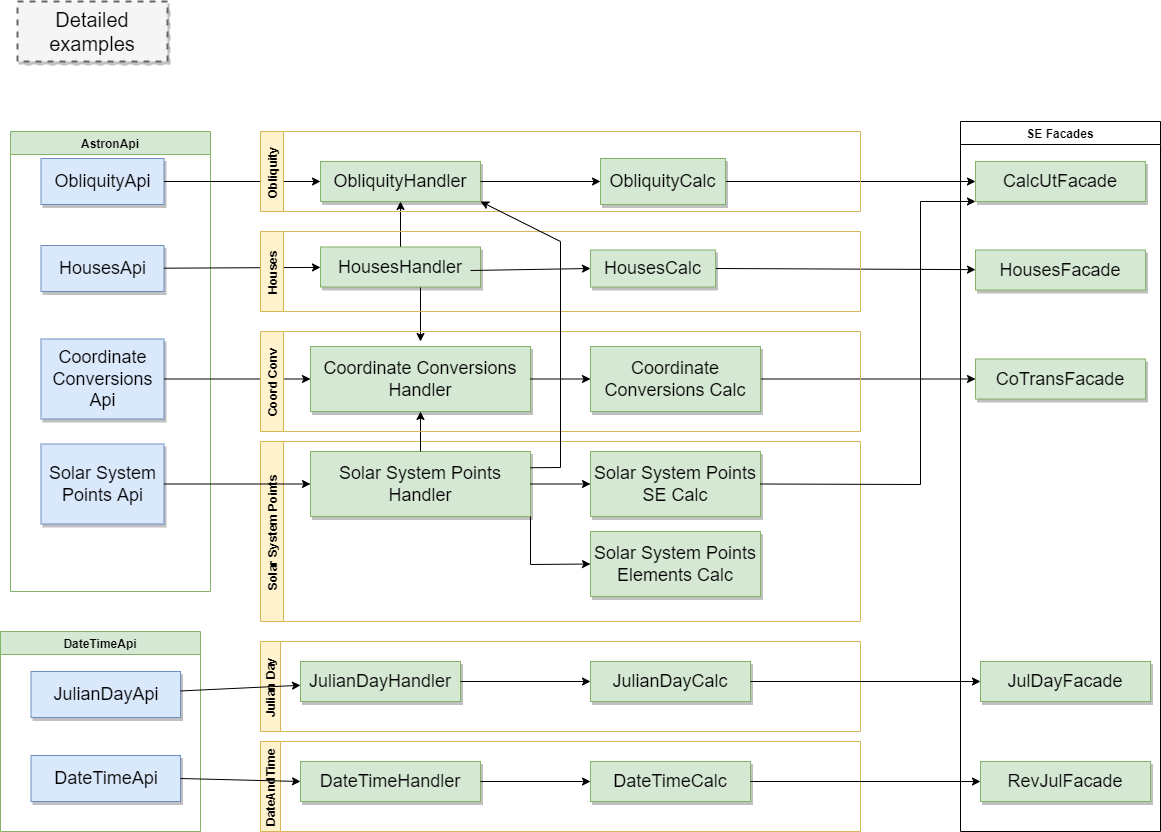 Detailed
examples
AstronApi
SE Facades
Obliquity
ObliquityApi
ObliquityHandler
ObliquityCalc
CalcUtFacade
Houses
HousesApi
HousesHandler
HousesCalc
HousesFacade
Coord Conv
Coordinate
Conversions
Api
Coordinate Conversions
Handler
Coordinate
Conversions Calc
CoTransFacade
Solar System Points
Solar System
Points Api
Solar System Points
Handler
Solar System Points
SE Calc
Solar System Points
Elements Calc
DateTimeApi
Julian Day
JulianDayApi
JulianDayHandler
JulianDayCalc
JulDayFacade
DateAndTime
DateTimeApi
DateTimeHandler
DateTimeCalc
RevJulFacade